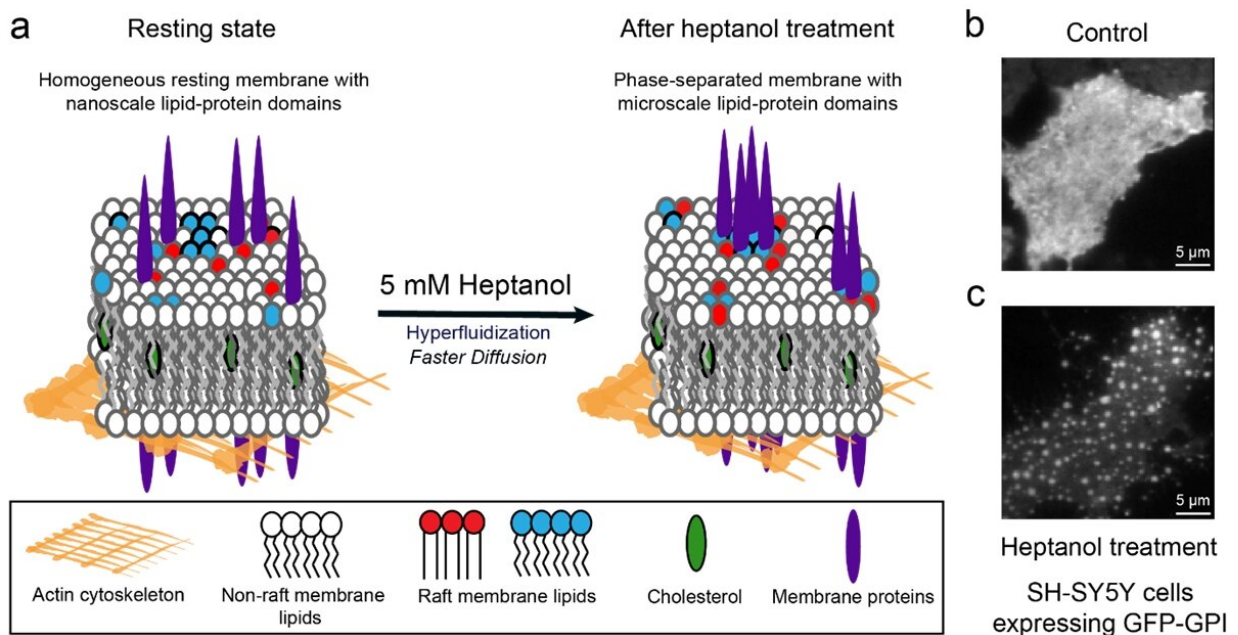 a
Resting state
Homogeneous resting membrane with
nanoscale lipid-protein domains
5 mM Heptanol
Hyperfluidization
Faster Diffusion
After heptanol treatment
Phase-separated membrane with
microscale lipid-protein domains
Actin cytoskeleton
Non-raft membrane
lipids
Raft membrane lipids
Cholesterol
Membrane proteins
b
Control
5 µm
c
5 µm
Heptanol treatment
SH-SY5Y cells
expressing GFP-GPI